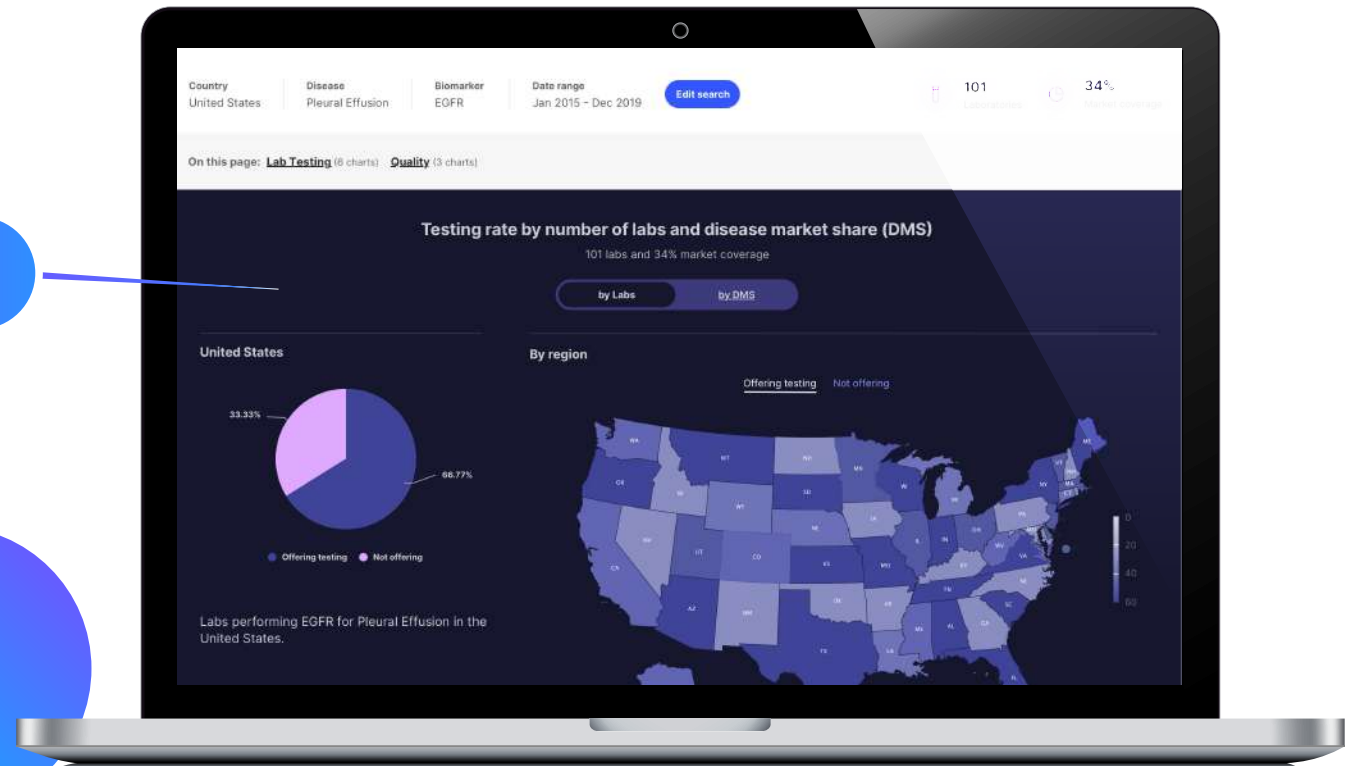 Country
United States
Disease
Pleural Effusion
Biomarker
EGFR
Date range
Jan 2015 - Dec 2019
Edit search
101
34%
On this page: Lab Testing (6 charts) Quality (3 charts)
Testing rate by number of labs and disease market share (DMS)
101 labs and 34% market coverage
by Labs
by DMS
United States
33.33%
66.77%
Offering testing
Not offering
Labs performing EGFR for Pleural Effusion in the
United States.
By region
Offering testing
Not offering
WA
MT
ND
MN
ME
OR
ID
SD
WI
NY
MA
WY
IA
PA
NV
NE
IL
IN
OH
CA
UT
CO
KS
MO
WV
VA
KY
AZ
NM
OK
AR
TN
NC
SC
TX
LA
MS
AL
GA
FL
0
20
40
60